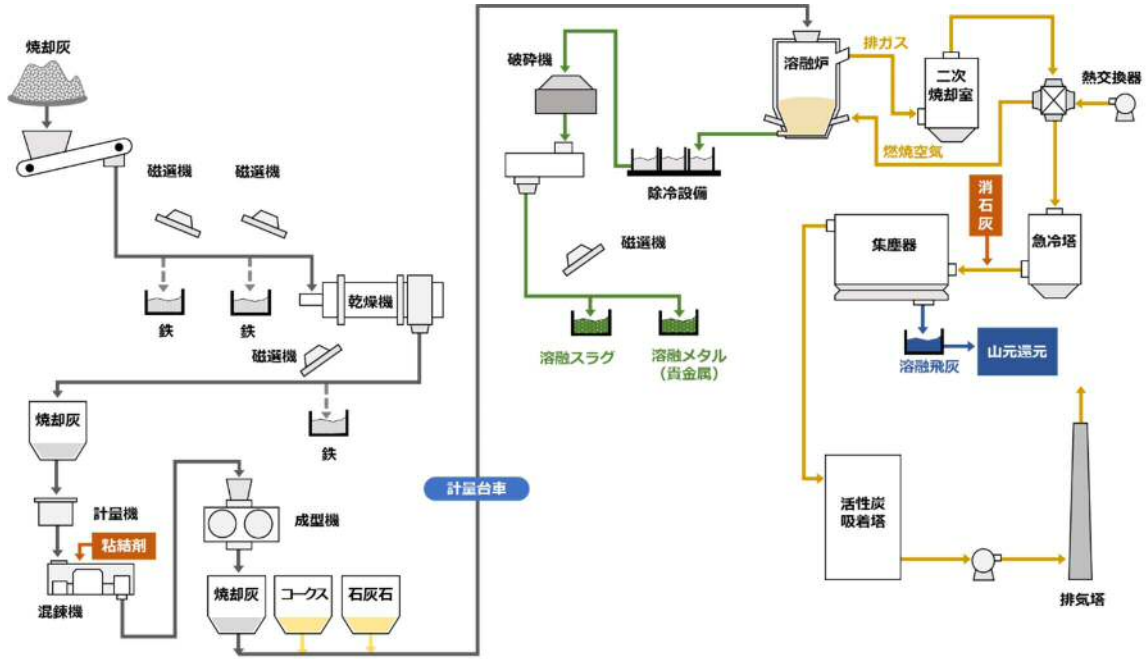 焼却灰
磁選機
磁選機
鉄
鉄
乾燥機
磁選機
鉄
焼却灰
計量機
粘結剤
混錬機
成型機
焼却灰
コークス
石灰石
計量台車
溶融炉
排ガス
二次
焼却室
熱交換器
燃焼空気
破砕機
除冷設備
磁選機
溶融スラグ
溶融メタル
（貴金属）
消
石
灰
急冷塔
集塵器
溶融飛灰
山元還元
活性炭
吸着塔
排気塔